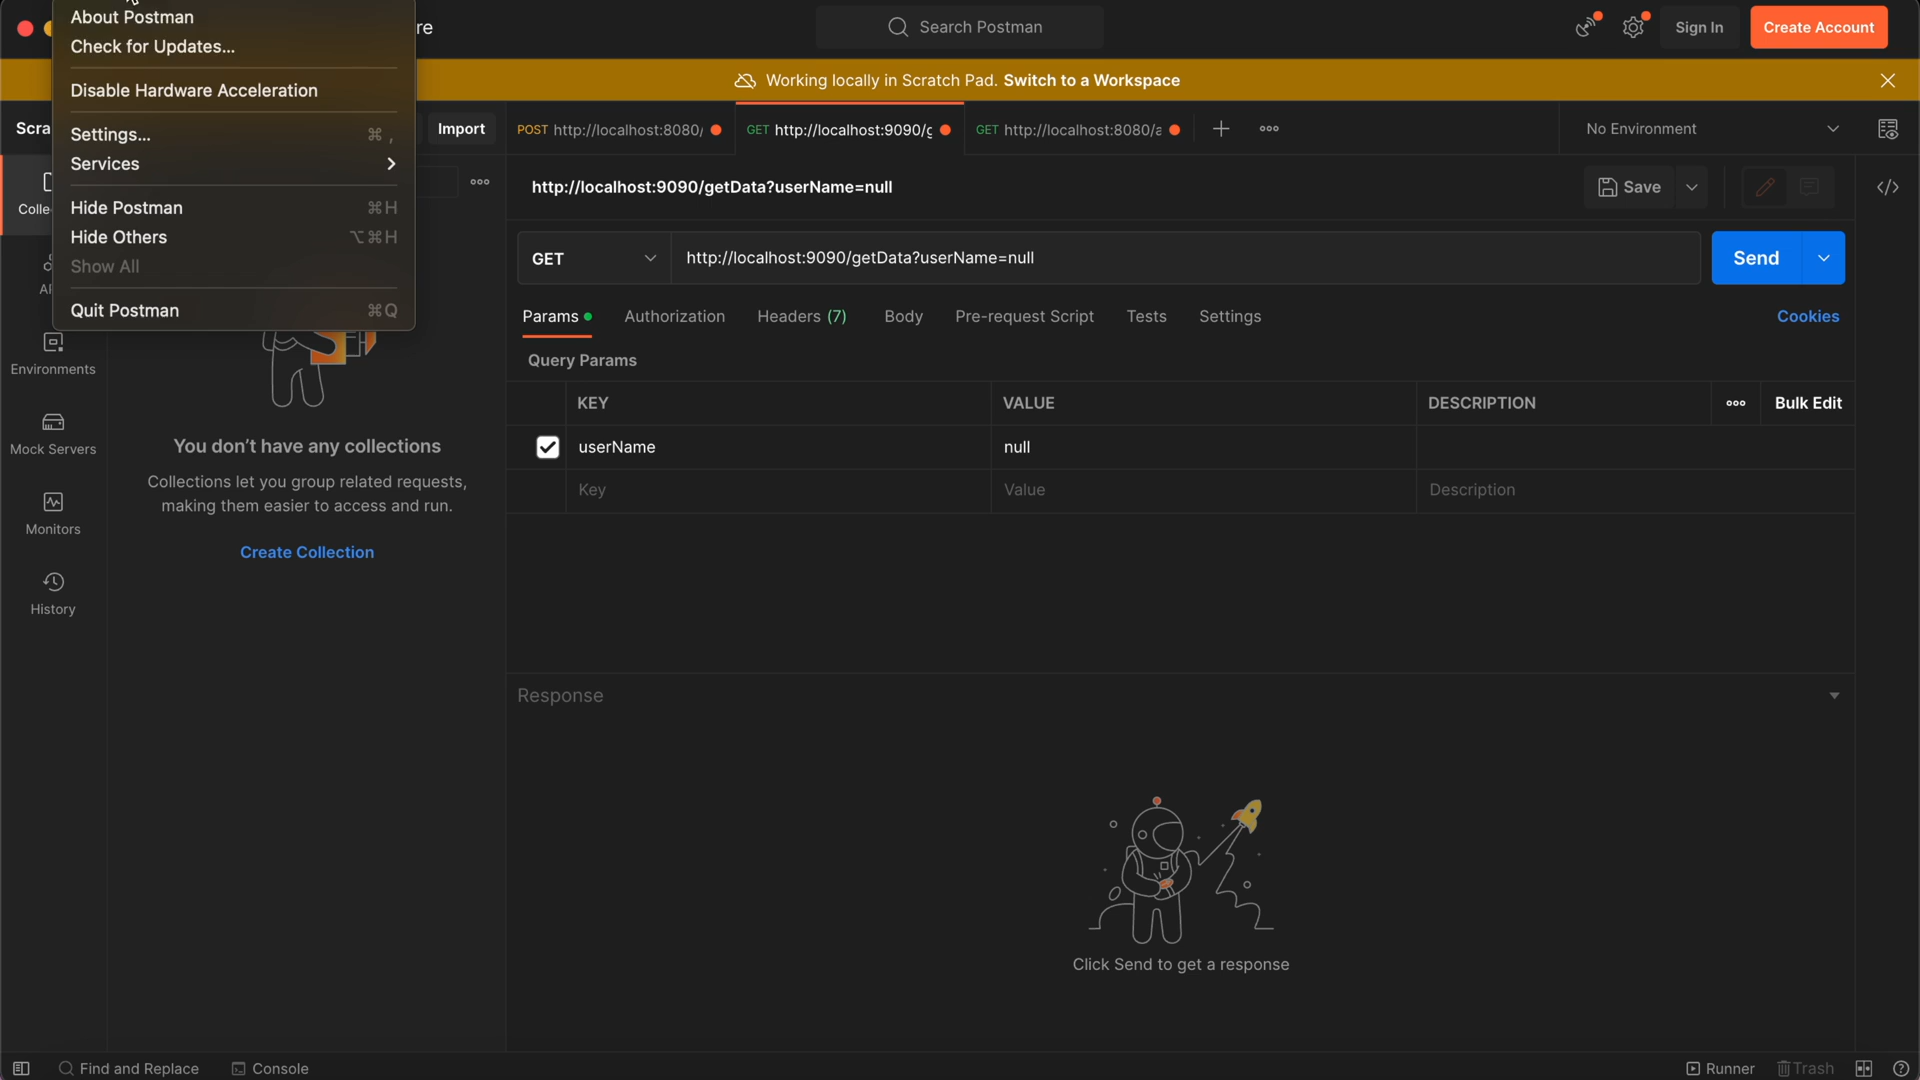 About Postman
Check for Updates...
Disable Hardware Acceleration
Settings... ⌘ ,
Services
Hide Postman ⌘H
Hide Others ⌥⌘H
Show All
Quit Postman ⌘Q
re
Search Postman
Sign In
Create Account
Working locally in Scratch Pad. Switch to a Workspace
Scra
Import
POST http://localhost:8080/
GET http://localhost:9090/g
GET http://localhost:8080/a
No Environment
Colle
http://localhost:9090/getData?userName=null
Save
GET
http://localhost:9090/getData?userName=null
Send
Params
Authorization
Headers (7)
Body
Pre-request Script
Tests
Settings
Cookies
Query Params
KEY
VALUE
DESCRIPTION
Bulk Edit
userName
null
Key
Value
Description
Environments
Mock Servers
Monitors
History
You don't have any collections
Collections let you group related requests,
making them easier to access and run.
Create Collection
Response
Click Send to get a response
Find and Replace
Console
Runner
Trash